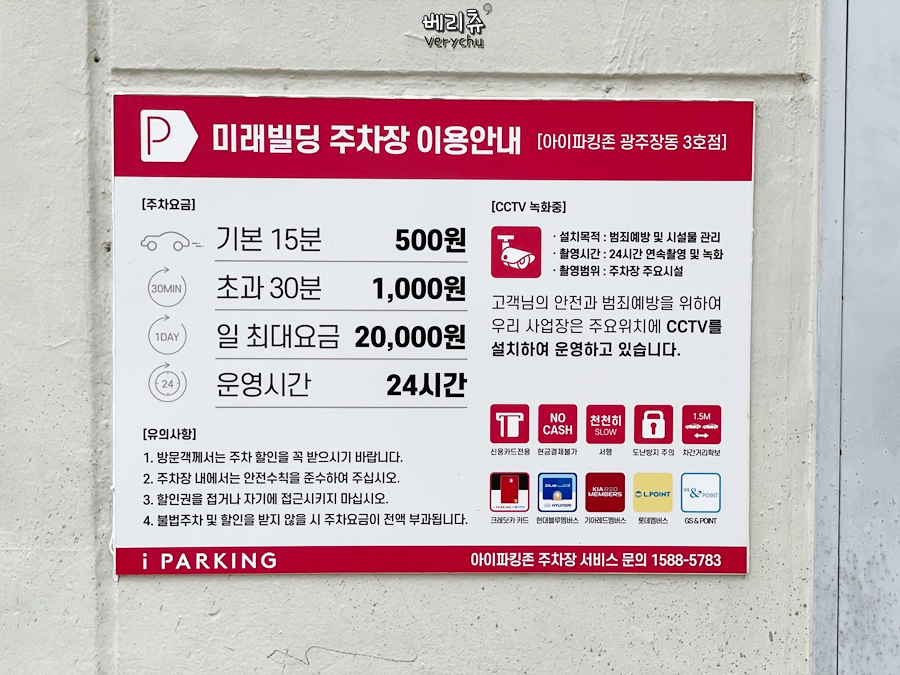 베리츄
verychu
P 미래빌딩 주차장 이용안내 [아이파킹존 광주장동 3호점]
[주차요금]
기본 15분 500원
30MIN 초과 30분 1,000원
1DAY 일 최대요금 20,000원
24 운영시간 24시간
[유의사항]
1. 방문객께서는 주차 할인을 꼭 받으시기 바랍니다.
2. 주차장 내에서는 안전수칙을 준수하여 주십시오.
3. 할인권을 접거나 자기에 접근시키지 마십시오.
4. 불법주차 및 할인을 받지 않을 시 주차요금이 전액 부과됩니다.
[CCTV 녹화중]
· 설치목적 : 범죄예방 및 시설물 관리
· 촬영시간 : 24시간 연속촬영 및 녹화
· 촬영범위 : 주차장 주요시설
고객님의 안전과 범죄예방을 위하여
우리 사업장은 주요위치에 CCTV를
설치하여 운영하고 있습니다.
NO CASH 천천히 SLOW 1.5M
신용카드전용 현금결제불가 서행 도난방지 주의 차간거리확보
blue HYUNDAI KIA RED MEMBERS L.POINT GS & POINT
크레딧카 카드 현대블루멤버스 기아레드멤버스 롯데멤버스 GS & POINT
i PARKING 아이파킹존 주차장 서비스 문의 1588-5783